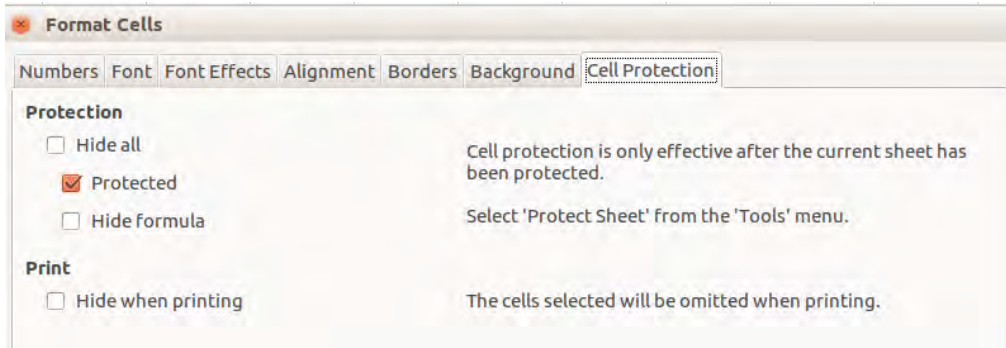 Format Cells
Numbers Font Font Effects Alignment Borders Background Cell Protection
Protection
Hide all
Cell protection is only effective after the current sheet has
been protected.
Protected
Select 'Protect Sheet' from the 'Tools' menu.
Hide formula
Print
Hide when printing
The cells selected will be omitted when printing.